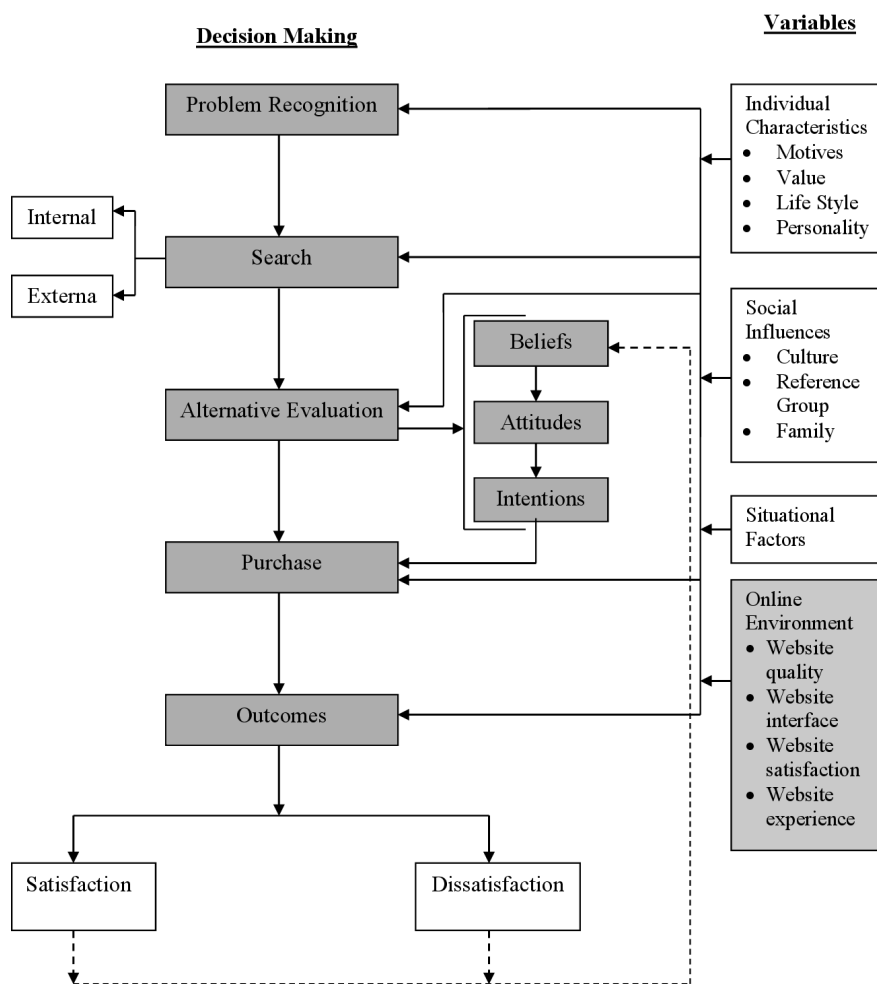 Decision Making
Problem Recognition
Internal
Externa
Search
Alternative Evaluation
Beliefs
Attitudes
Intentions
Purchase
Outcomes
Satisfaction
Dissatisfaction
Variables
Individual
Characteristics
• Motives
• Value
• Life Style
• Personality
Social
Influences
• Culture
• Reference
Group
• Family
Situational
Factors
Online
Environment
• Website
quality
• Website
interface
• Website
satisfaction
• Website
experience